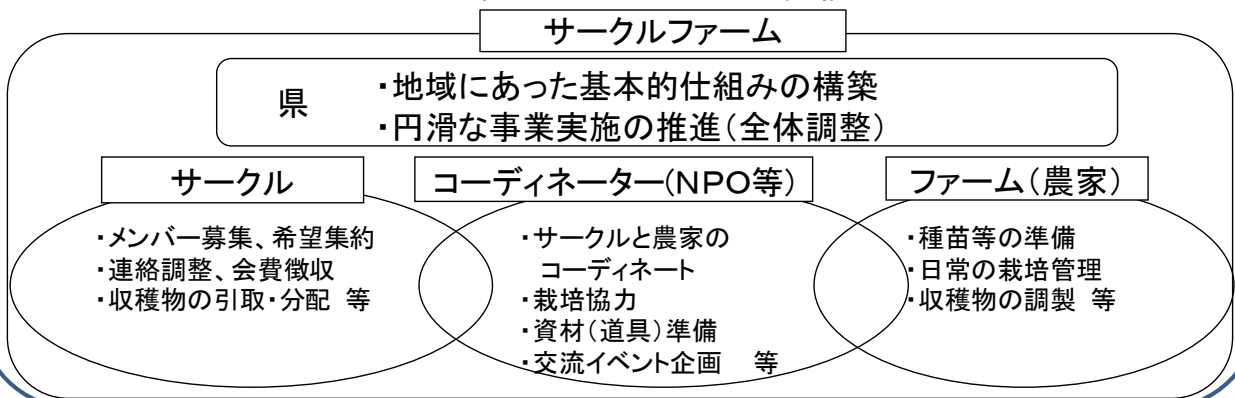 サークルファーム
県
・地域にあった基本的仕組みの構築
・円滑な事業実施の推進(全体調整)
サークル
・メンバー募集、希望集約
・連絡調整、会費徴収
・収穫物の引取・分配 等
コーディネーター(NPO等)
・サークルと農家の
コーディネート
・栽培協力
・資材(道具)準備
・交流イベント企画 等
ファーム(農家)
・種苗等の準備
・日常の栽培管理
・収穫物の調製 等